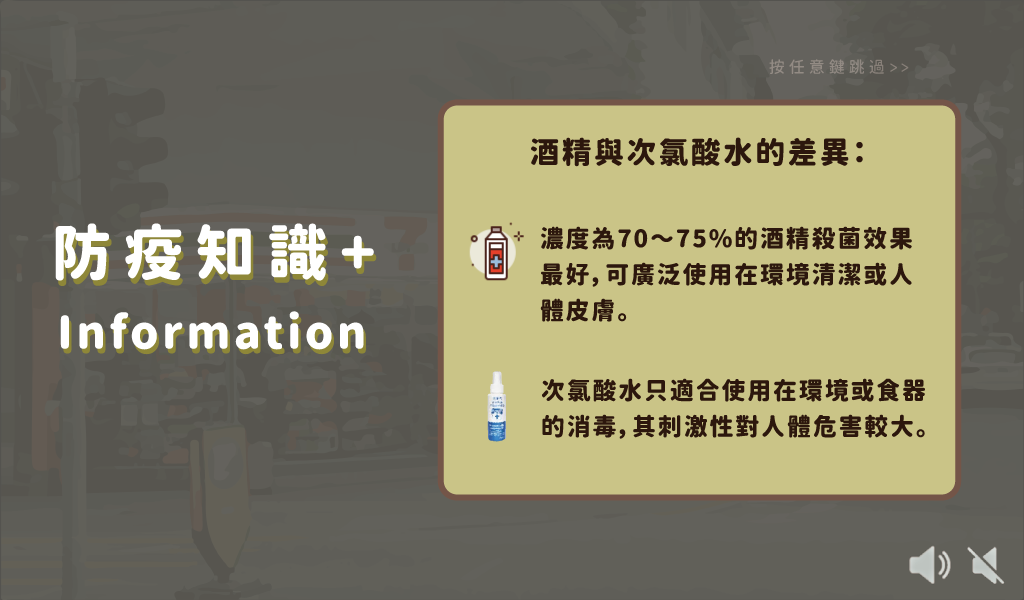 按任意鍵跳過>>
酒精與次氯酸水的差異：
防疫知識+
Information
濃度為70～75%的酒精殺菌效果
最好，可廣泛使用在環境清潔或人
體皮膚。
次氯酸水只適合使用在環境或食器
的消毒，其刺激性對人體危害較大。